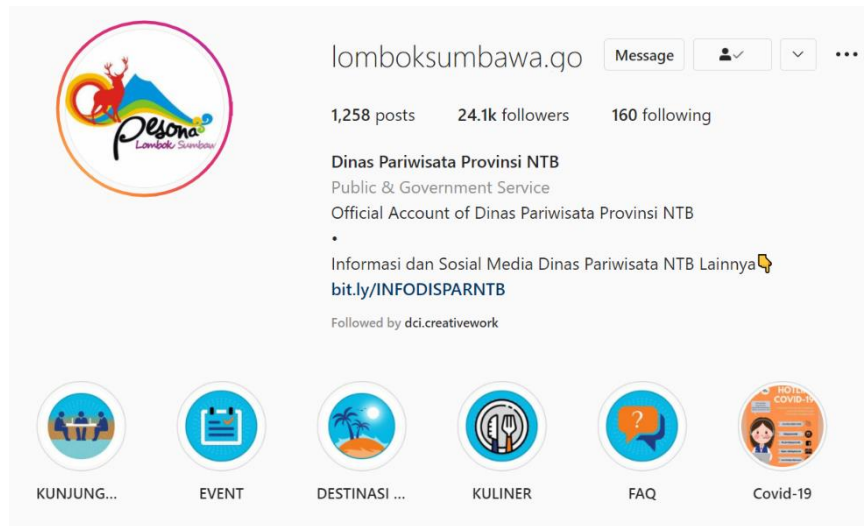 lomboksumbawa.go Message
1,258 posts 24.1k followers 160 following
Pesona
Lombok Sumbaw
Dinas Pariwisata Provinsi NTB
Public & Government Service
Official Account of Dinas Pariwisata Provinsi NTB
•
Informasi dan Sosial Media Dinas Pariwisata NTB Lainnya👇
bit.ly/INFODISPARNTB
Followed by dci.creativework
HOTLINE
COVID-19
?
KUNJUNG... EVENT DESTINASI ... KULINER FAQ Covid-19